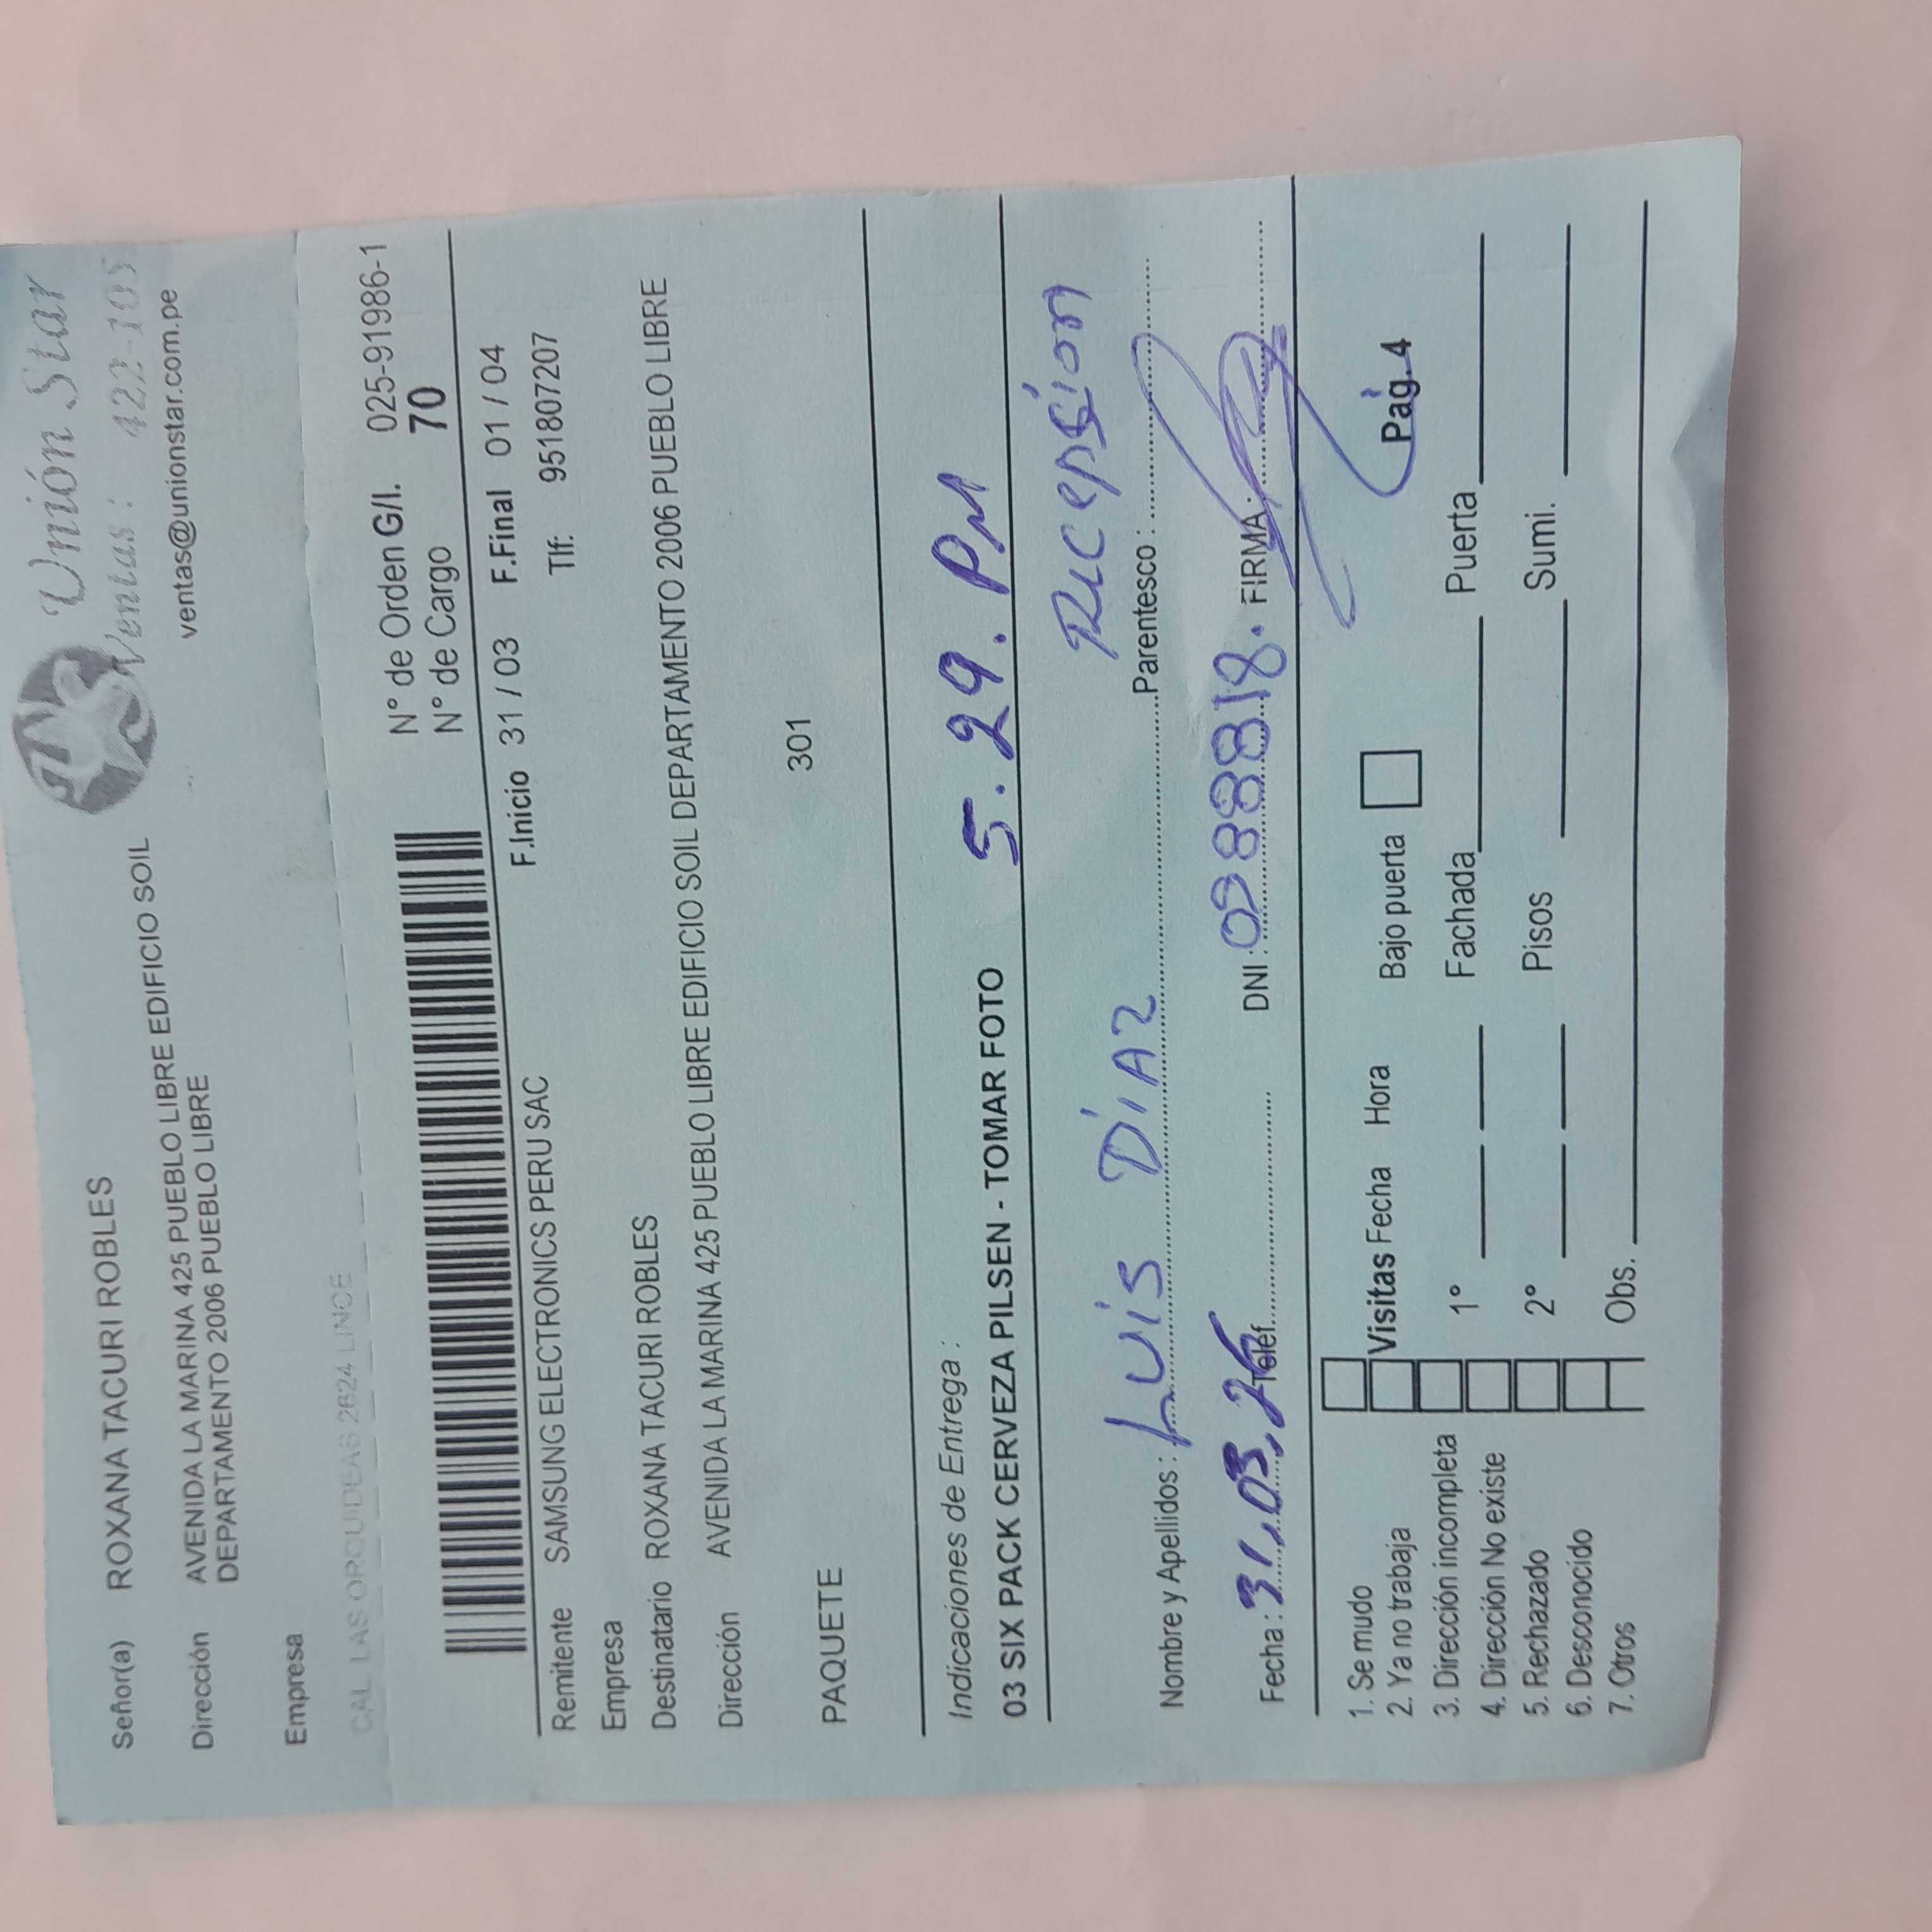 Unión Star
Ventas: 422-105
ventas@unionstar.com.pe
Señor(a) ROXANA TACURI ROBLES
Dirección AVENIDA LA MARINA 425 PUEBLO LIBRE EDIFICIO SOIL
DEPARTAMENTO 2006 PUEBLO LIBRE
Empresa
CAL LAS ORQUIDEAS 2624 LINCE
N° de Orden G/I. 025-91986-1
N° de Cargo 70
F.Inicio 31 / 03 F.Final 01 / 04
Remitente SAMSUNG ELECTRONICS PERU SAC Tlf. 951807207
Empresa
Destinatario ROXANA TACURI ROBLES
Dirección AVENIDA LA MARINA 425 PUEBLO LIBRE EDIFICIO SOIL DEPARTAMENTO 2006 PUEBLO LIBRE
PAQUETE 301
Indicaciones de Entrega :
03 SIX PACK CERVEZA PILSEN - TOMAR FOTO 5. 29. PM
Nombre y Apellidos : Luis DIAZ Parentesco : Recepsion
Fecha : 31.03.26 Telef. DNI : FIRMA :
1. Se mudo
2. Ya no trabaja
3. Dirección incompleta
4. Dirección No existe
5. Rechazado
6. Desconocido
7. Otros
Visitas Fecha Hora Bajo puerta Pag. 4
1° Fachada Puerta
2° Pisos Sumi.
Obs.